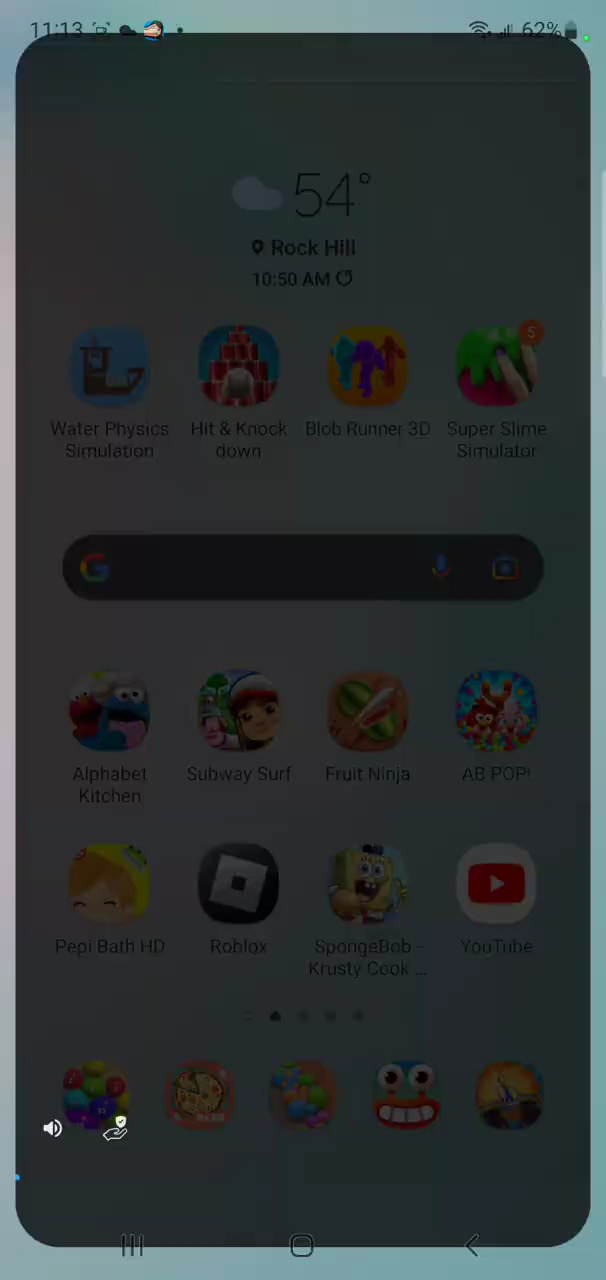 11:13
62%
54°
Rock Hill
10:50 AM
5
Water Physics Simulation
Hit & Knock down
Blob Runner 3D
Super Slime Simulator
Alphabet Kitchen
Subway Surf
Fruit Ninja
AB POP!
Pepi Bath HD
Roblox
SpongeBob - Krusty Cook ...
YouTube